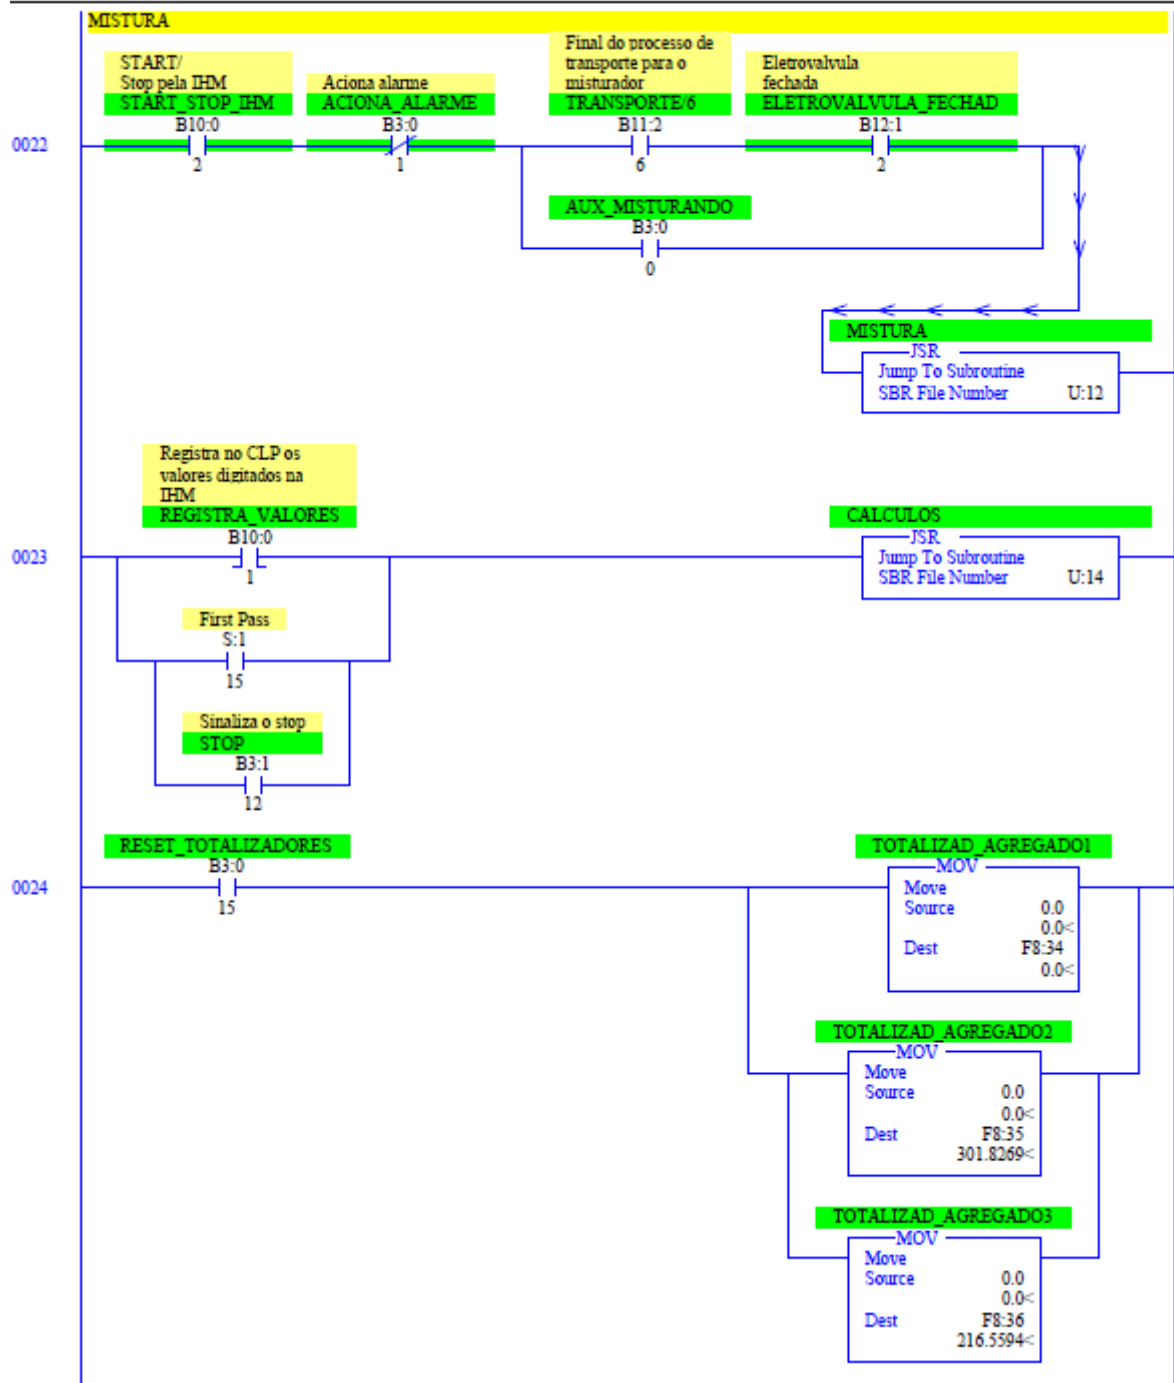 MISTURA
START/
Stop pela IHM
START_STOP_IHM
B10:0
2
Aciona alarme
ACIONA_ALARME
B3:0
1
Final do processo de
transporte para o
misturador
TRANSPORTE/6
B11:2
6
Eletrovalvula
fechada
ELETROVALVULA_FECHAD
B12:1
2
0022
AUX_MISTURANDO
B3:0
0
MISTURA
JSR
Jump To Subroutine
SBR File Number U:12
Registra no CLP os
valores digitados na
IHM
REGISTRA_VALORES
B10:0
1
0023
CALCULOS
JSR
Jump To Subroutine
SBR File Number U:14
First Pass
S:1
15
Sinaliza o stop
STOP
B3:1
12
RESET_TOTALIZADORES
B3:0
15
0024
TOTALIZAD_AGREGADO1
MOV
Move
Source 0.0
0.0<
Dest F8:34
0.0<
TOTALIZAD_AGREGADO2
MOV
Move
Source 0.0
0.0<
Dest F8:35
301.8269<
TOTALIZAD_AGREGADO3
MOV
Move
Source 0.0
0.0<
Dest F8:36
216.5594<